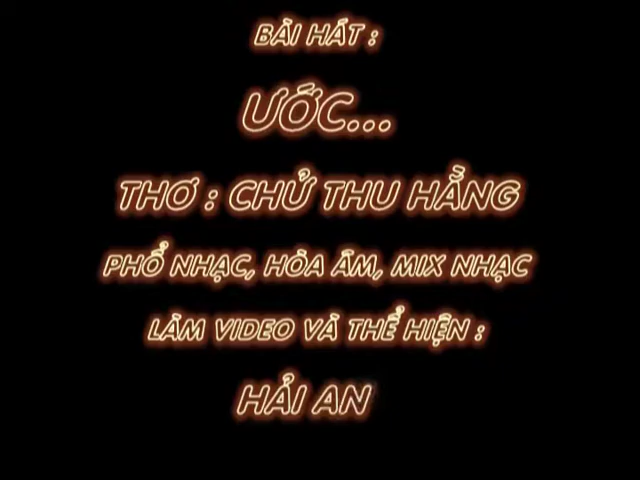 BÀI HÁT :
ƯỚC...
THƠ : CHỬ THU HẰNG
PHỔ NHẠC, HÒA ÂM, MIX NHẠC
LÀM VIDEO VÀ THỂ HIỆN :
HẢI AN